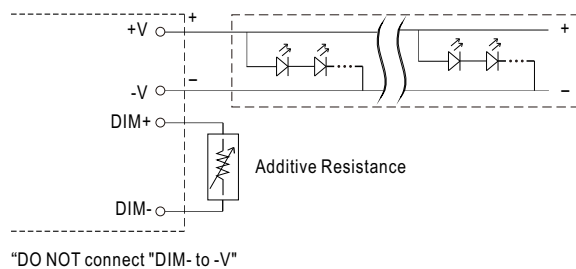 +V
+
-V
−
+
−
DIM+
Additive Resistance
DIM-
“DO NOT connect "DIM- to -V"